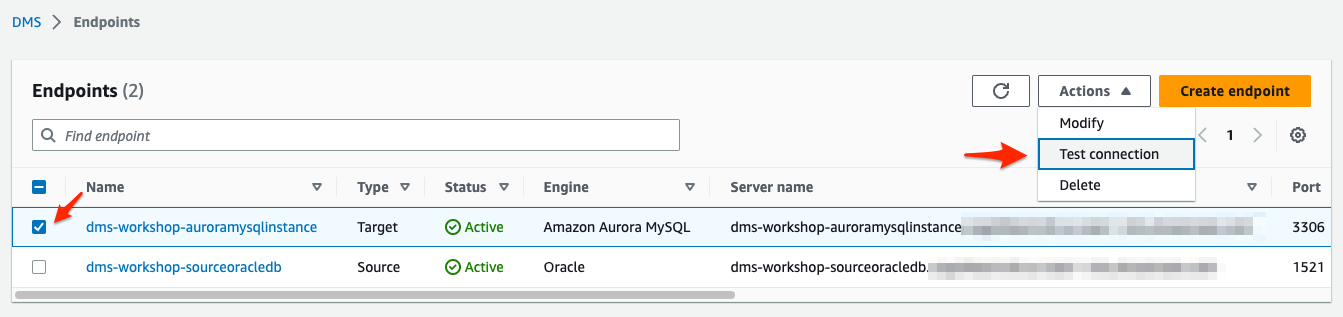 DMS > Endpoints
Endpoints (2)
Actions
Create endpoint
Find endpoint
Modify
1
Test connection
Delete
Name Type Status Engine Server name Port
dms-workshop-auroramysqlinstance Target Active Amazon Aurora MySQL dms-workshop-auroramysqlinstance 3306
dms-workshop-sourceoracledb Source Active Oracle dms-workshop-sourceoracledb. 1521